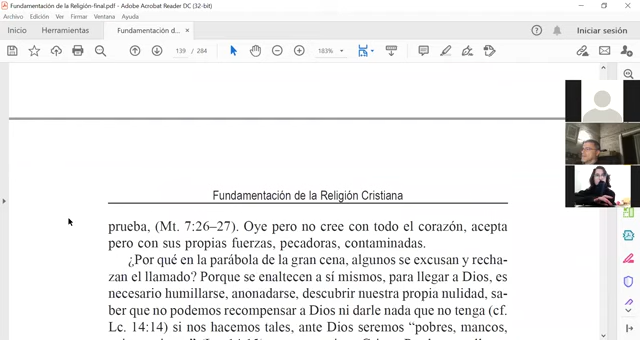 Fundamentación de la Religión-final.pdf - Adobe Acrobat Reader DC (32-bit)
Archivo Edición Ver Firmar Ventana Ayuda
Inicio Herramientas Fundamentación d... × Iniciar sesión
139 / 284 183%
Fundamentación de la Religión Cristiana
prueba, (Mt. 7:26–27). Oye pero no cree con todo el corazón, acepta
pero con sus propias fuerzas, pecadoras, contaminadas.
¿Por qué en la parábola de la gran cena, algunos se excusan y recha-
zan el llamado? Porque se enaltecen a sí mismos, para llegar a Dios, es
necesario humillarse, anonadarse, descubrir nuestra propia nulidad, sa-
ber que no podemos recompensar a Dios ni darle nada que no tenga (cf.
Lc. 14:14) si nos hacemos tales, ante Dios seremos “pobres, mancos,